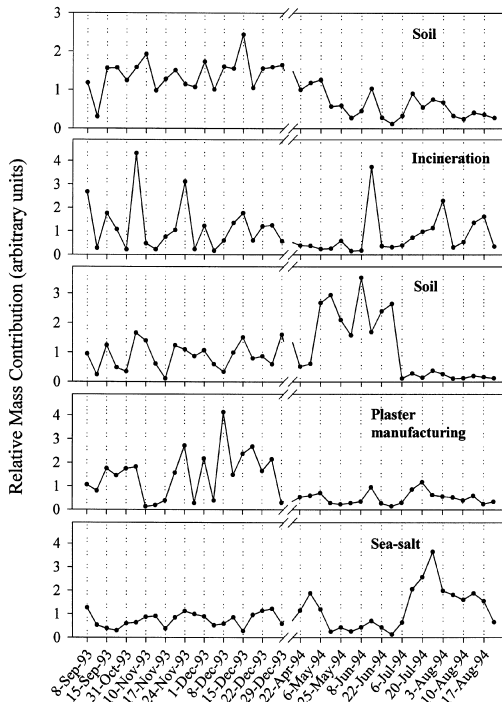 Relative Mass Contribution (arbitrary units)
3
2
1
0
Soil
4
3
2
1
0
Incineration
3
2
1
0
Soil
4
3
2
1
0
Plaster
manufacturing
4
3
2
1
0
Sea-salt
8-Sep-93
15-Sep-93
31-Oct-93
10-Nov-93
17-Nov-93
24-Nov-93
1-Dec-93
8-Dec-93
15-Dec-93
22-Dec-93
29-Dec-93
22-Apr-94
6-May-94
25-May-94
8-Jun-94
22-Jun-94
6-Jul-94
20-Jul-94
3-Aug-94
10-Aug-94
17-Aug-94